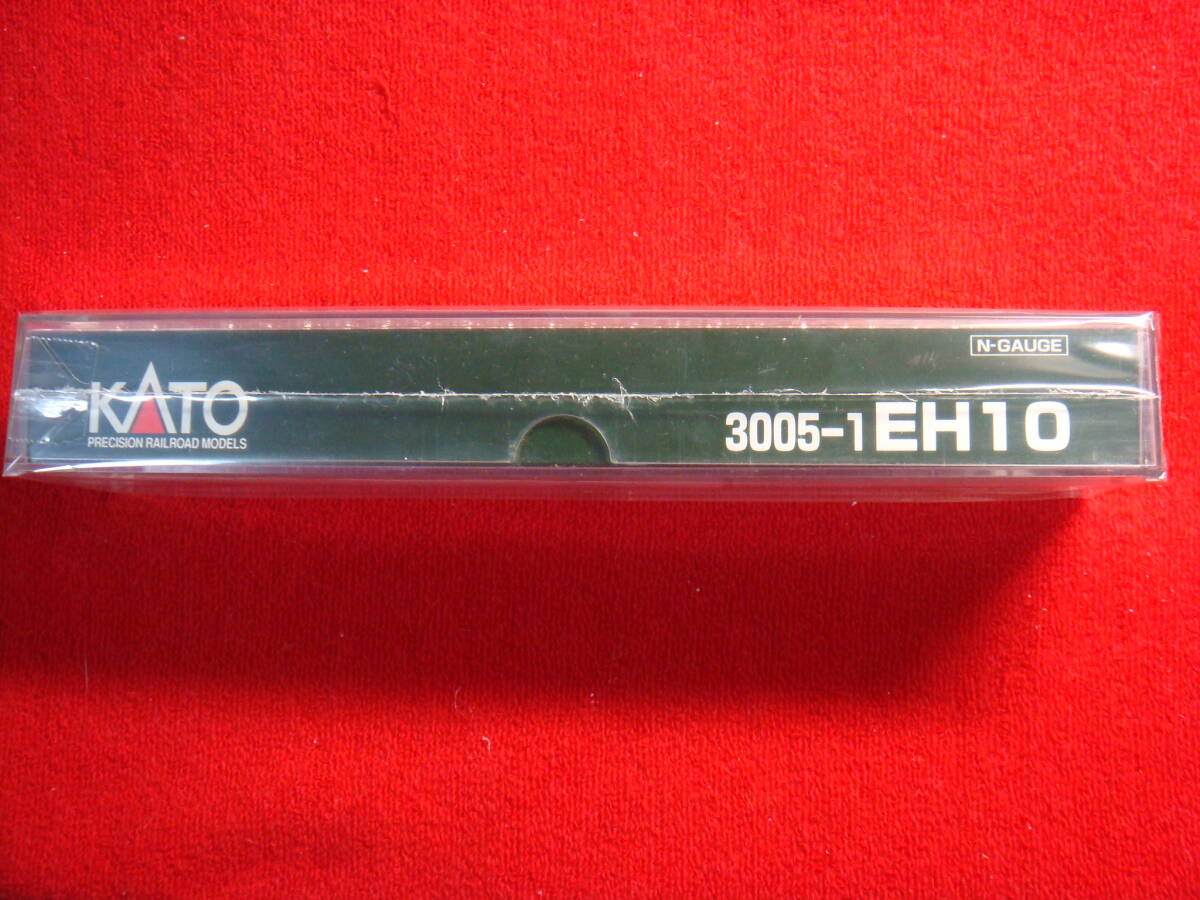 N-GAUGE
KATO
PRECISION RAILROAD MODELS
3005-1 EH10